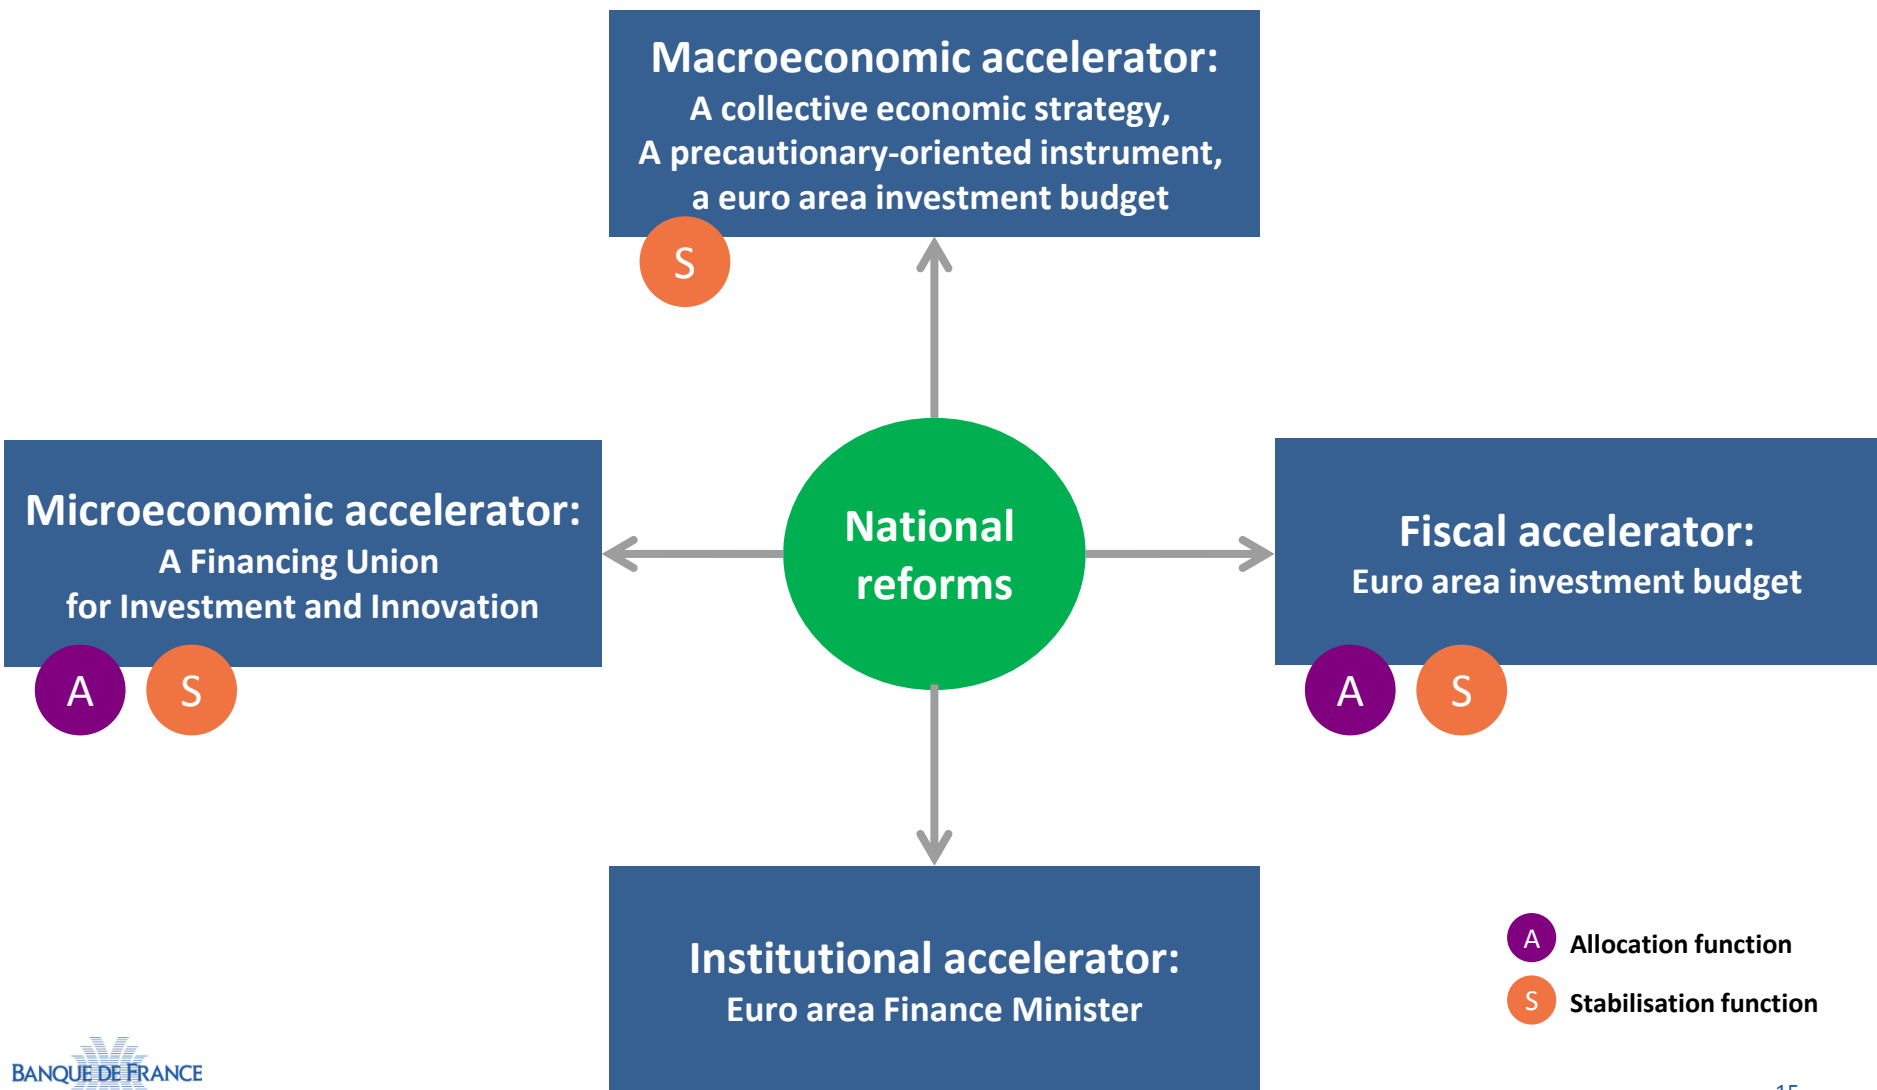 Macroeconomic accelerator:
A collective economic strategy,
A precautionary-oriented instrument,
a euro area investment budget
S
Microeconomic accelerator:
A Financing Union
for Investment and Innovation
A
S
National
reforms
Fiscal accelerator:
Euro area investment budget
A
S
Institutional accelerator:
Euro area Finance Minister
A Allocation function
S Stabilisation function
BANQUE DE FRANCE
15